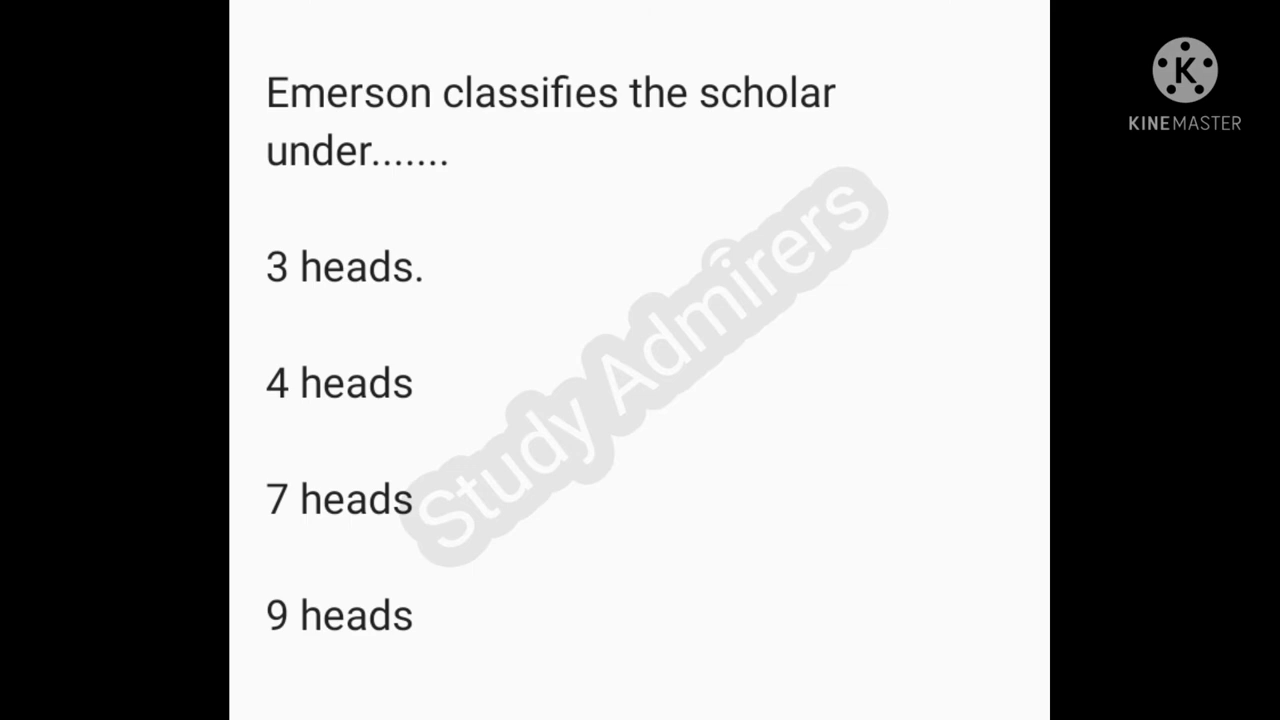 Emerson classifies the scholar
under.......
3 heads.
4 heads
7 heads
9 heads
Study Admirers
K
KINEMASTER